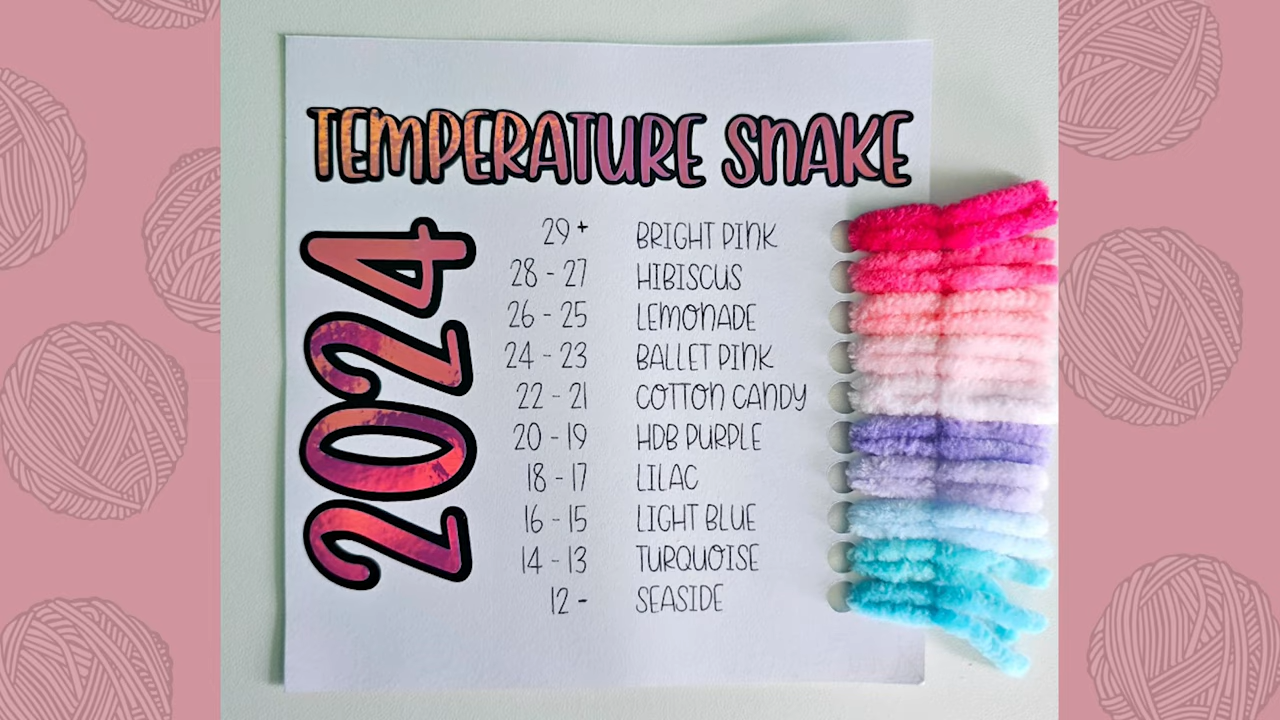 TEMPERATURE SNAKE
2024
29+ BRIGHT PINK
28 - 27 HIBISCUS
26 - 25 LEMONADE
24 - 23 BALLET PINK
22 - 21 COTTON CANDY
20 - 19 HDB PURPLE
18 - 17 LILAC
16 - 15 LIGHT BLUE
14 - 13 TURQUOISE
12 - SEASIDE